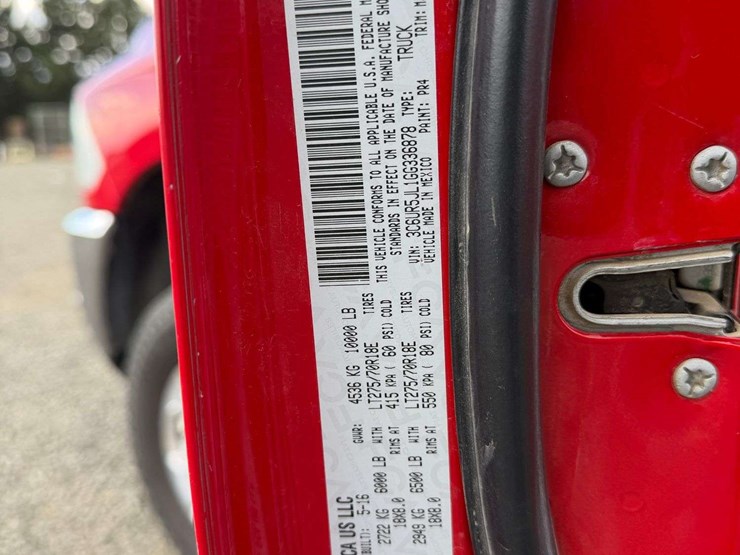 CA US LLC
BUILT): 5-16 GVWR: 4536 KG 10000 LB
2722 KG 6000 LB WITH LT275/70R18E TIRES
18X8.0 RIMS AT 415 KPA ( 60 PSI) COLD
2949 KG 6500 LB WITH LT275/70R18E TIRES
18X8.0 RIMS AT 550 KPA ( 80 PSI) COLD
THIS VEHICLE CONFORMS TO ALL APPLICABLE U.S.A. FEDERAL
STANDARDS IN EFFECT ON THE DATE OF MANUFACTURE SHO
VIN: 3C6UR5JL1GG336878 TYPE: TRUCK
VEHICLE MADE IN MEXICO PAINT: PR4 TRIM: